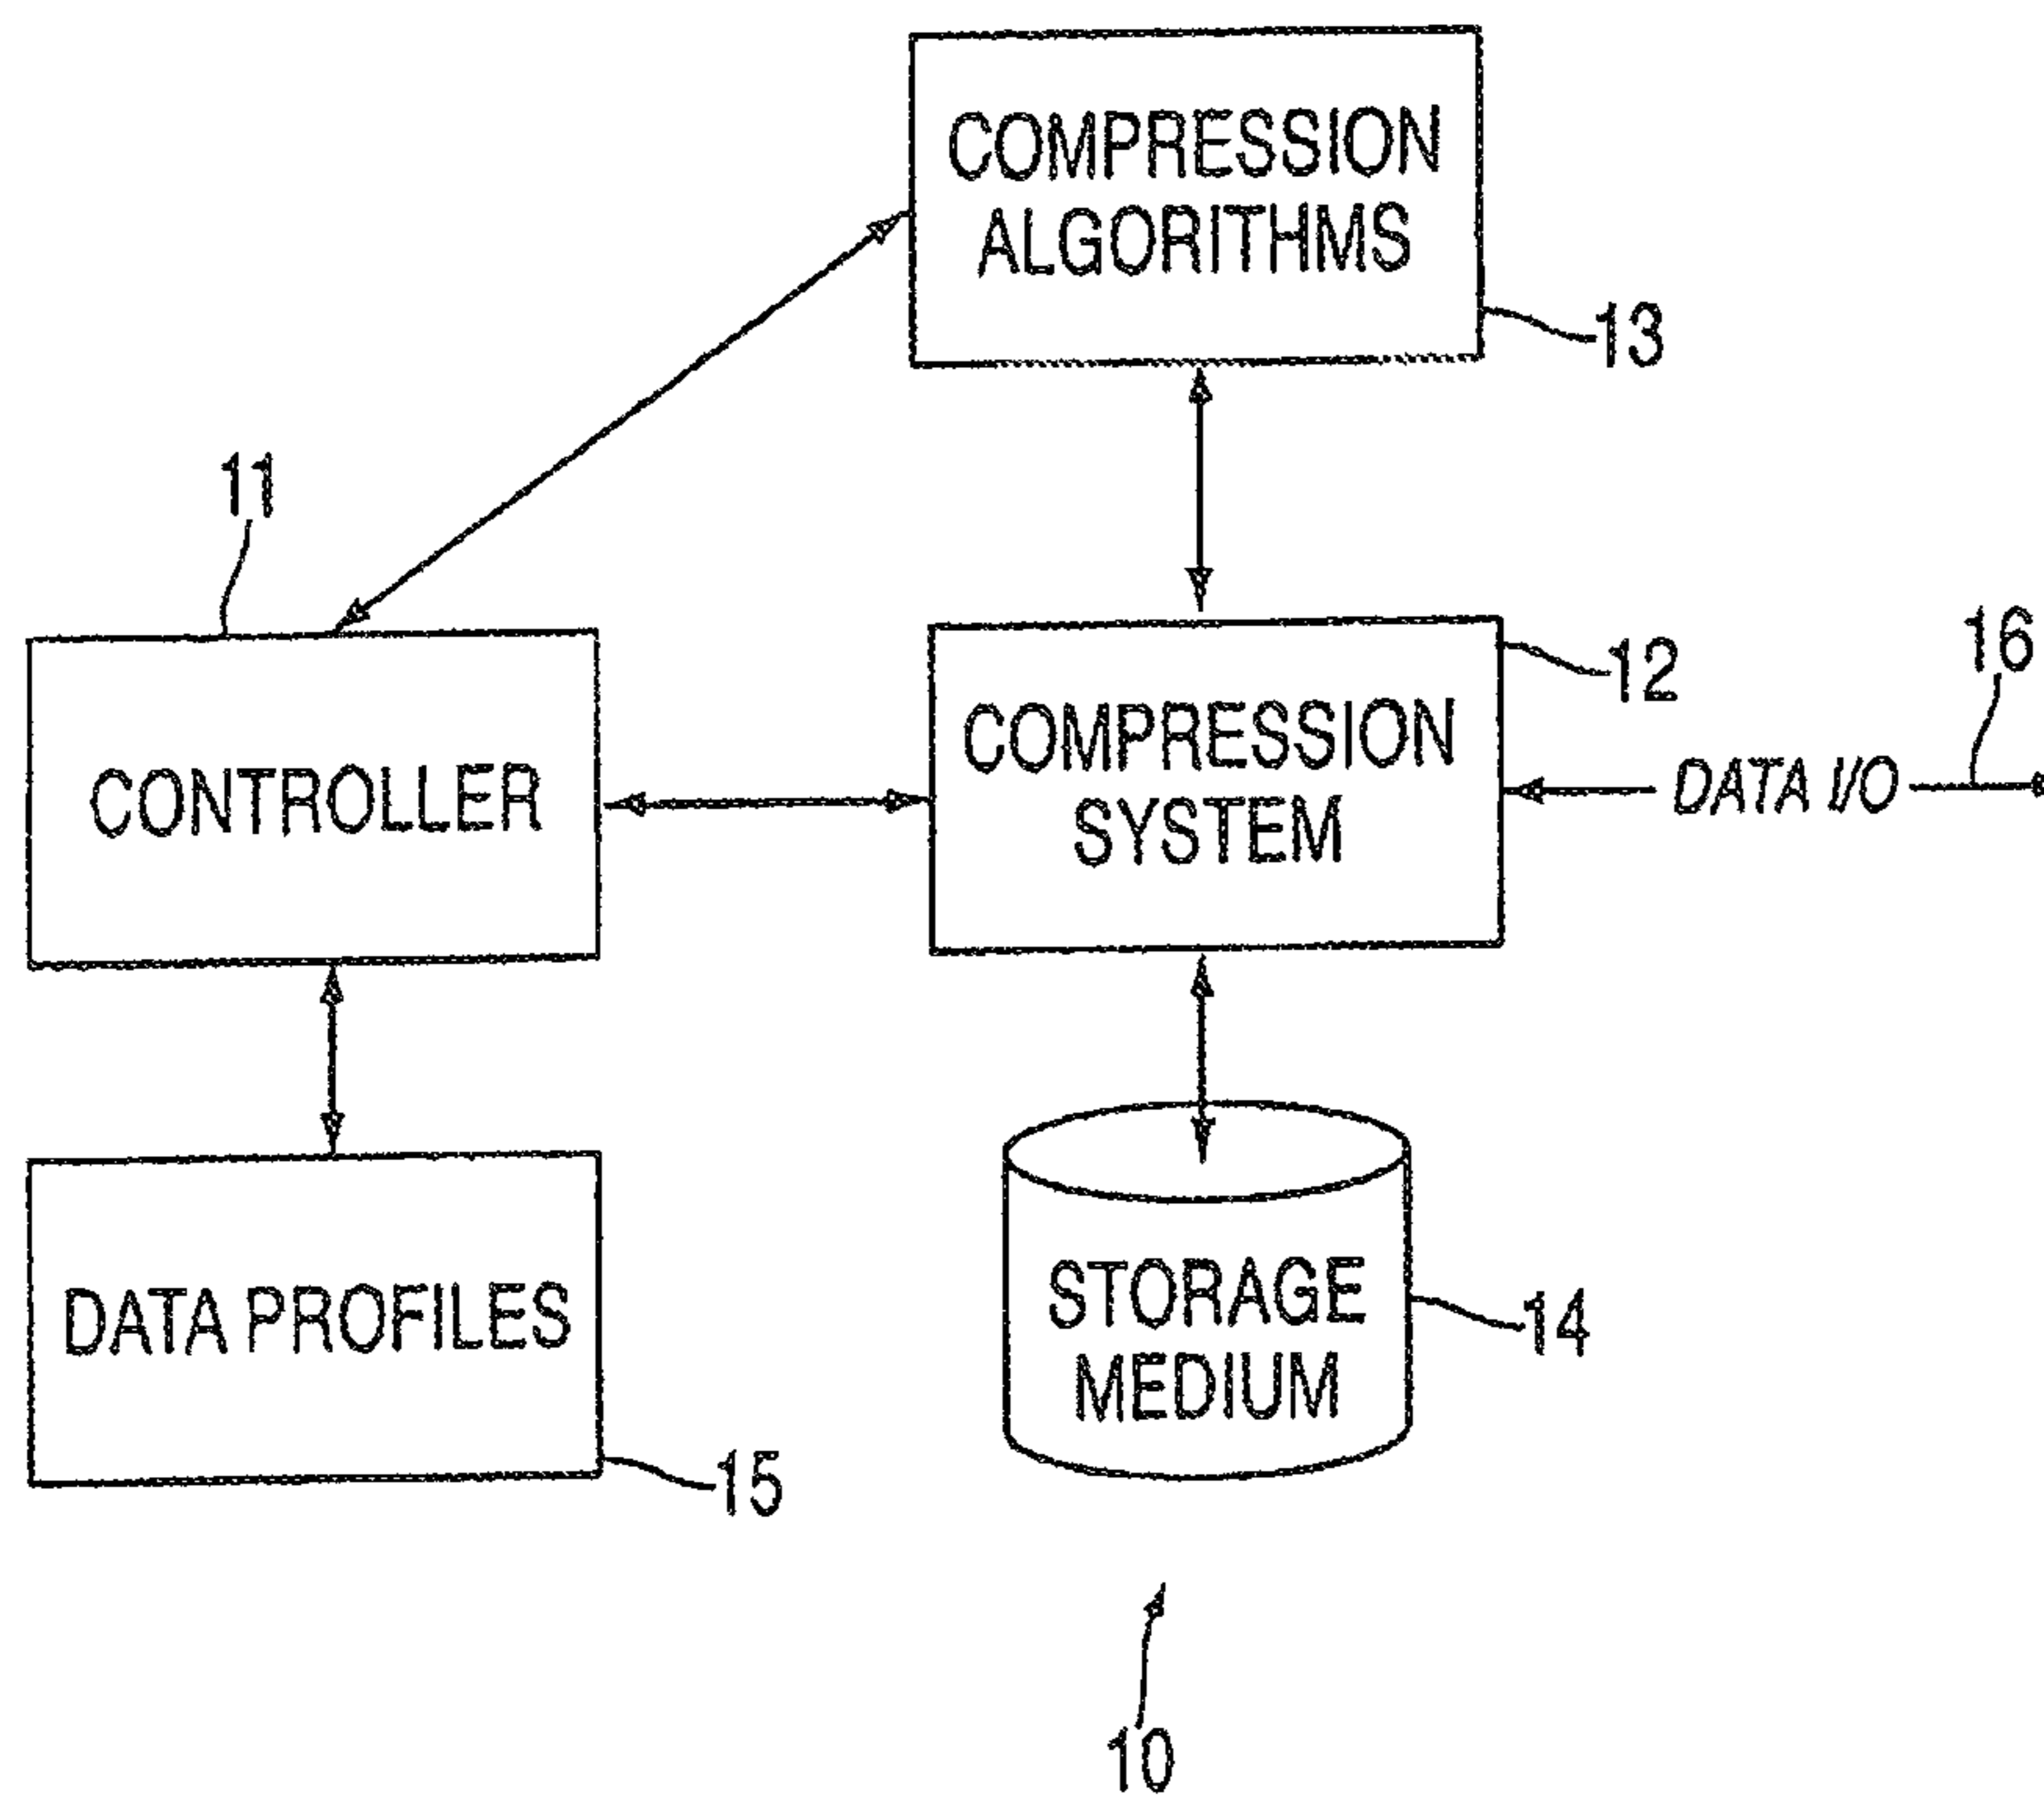 COMPRESSION
ALGORITHMS
13
11
12
16
COMPRESSION
SYSTEM
CONTROLLER
DATA I/O
STORAGE
MEDIUM
14
DATA PROFILES
15
10